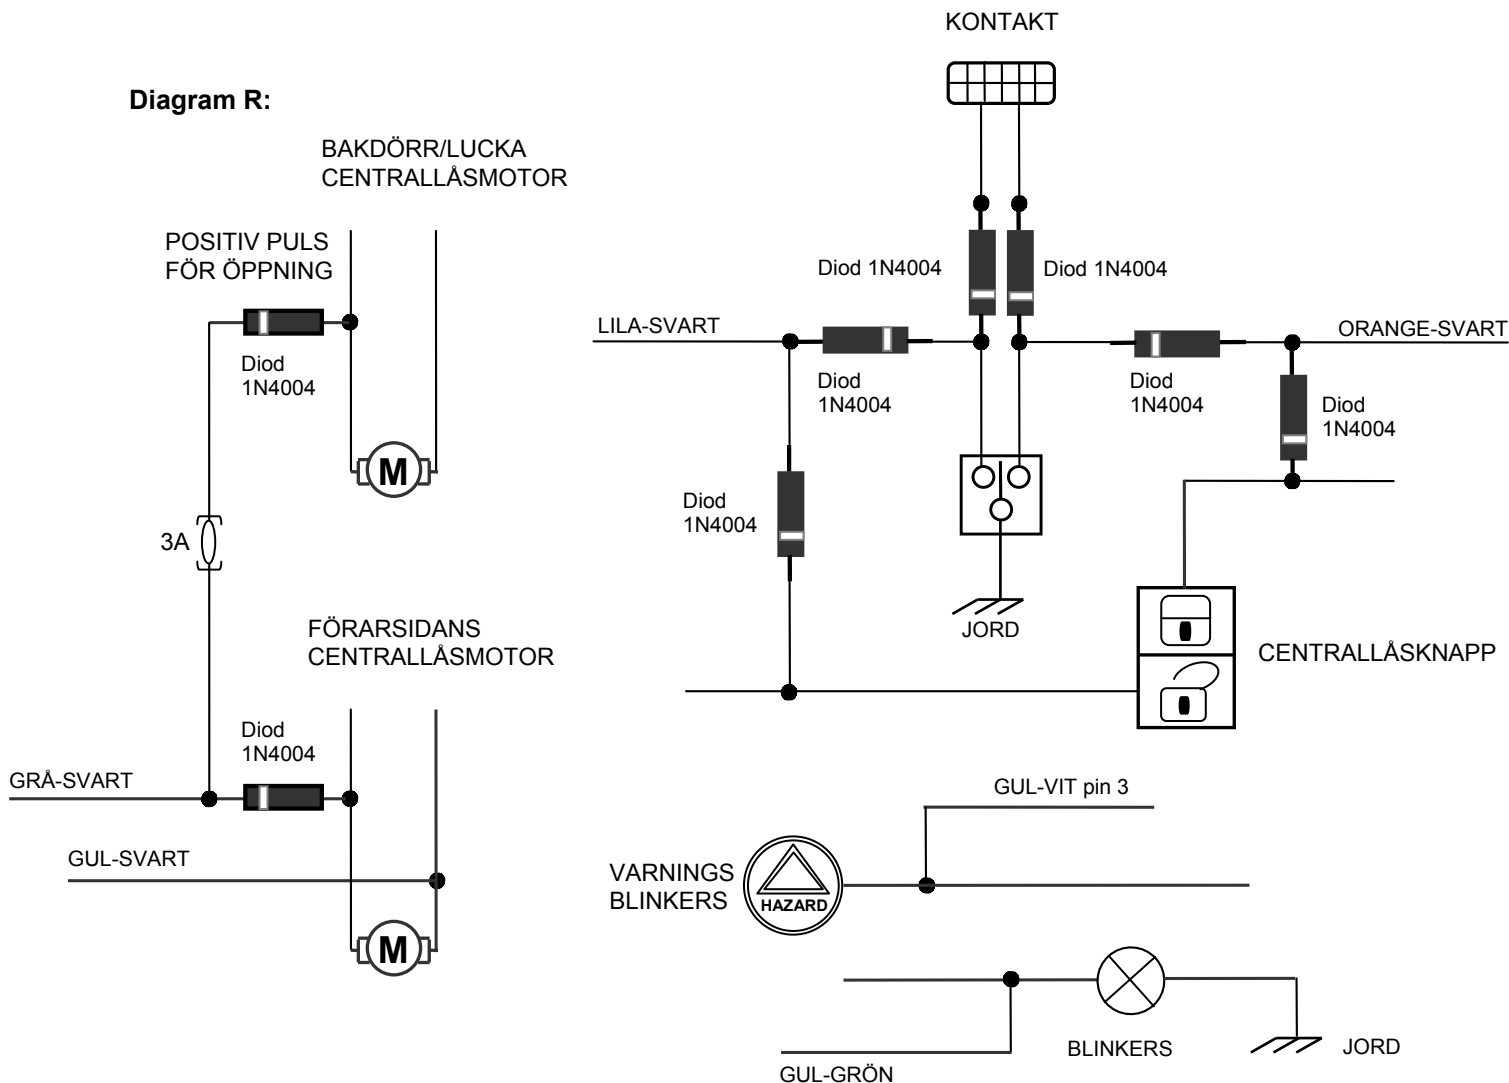 KONTAKT
Diagram R:
BAKDÖRR/LUCKA
CENTRALLÅSMOTOR
POSITIV PULS
FÖR ÖPPNING
Diod
1N4004
M
3A
FÖRARSIDANS
CENTRALLÅSMOTOR
Diod
1N4004
GRÅ-SVART
GUL-SVART
M
Diod 1N4004
Diod 1N4004
LILA-SVART
ORANGE-SVART
Diod
1N4004
Diod
1N4004
Diod
1N4004
Diod
1N4004
JORD
CENTRALLÅSKNAPP
GUL-VIT pin 3
VARNINGS
BLINKERS
HAZARD
BLINKERS
JORD
GUL-GRÖN